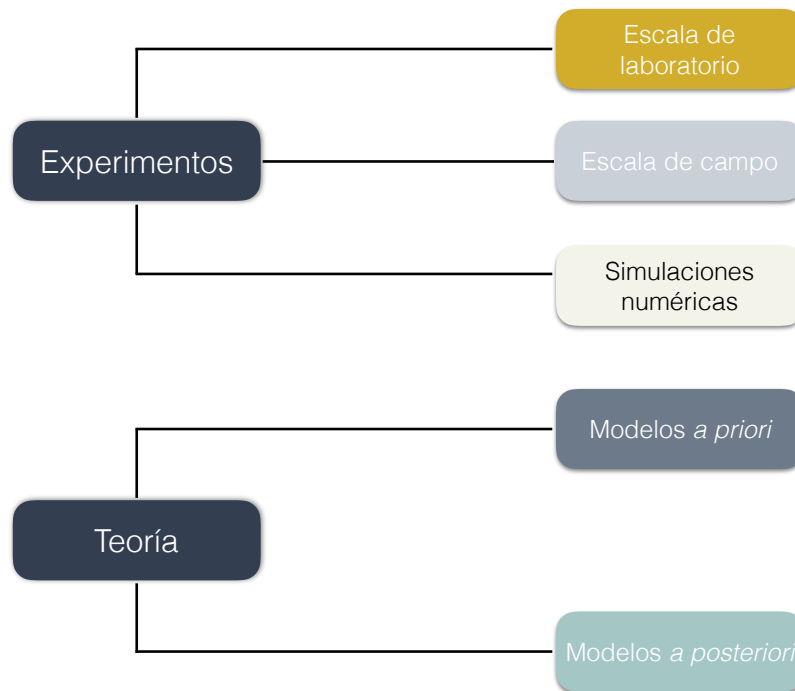 Escala de
laboratorio
Experimentos
Escala de campo
Simulaciones
numéricas
Modelos a priori
Teoría
Modelos a posteriori